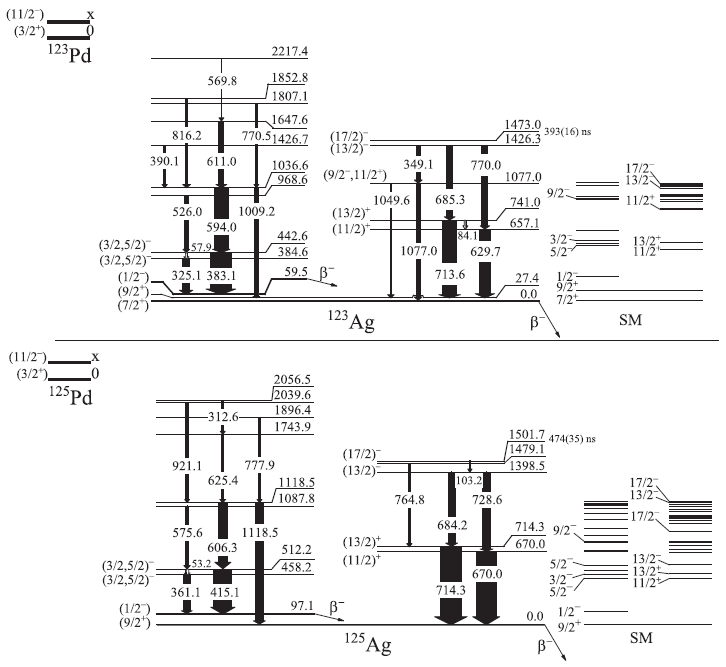 (11/2⁻) x
(3/2⁺) 0
¹²³Pd
2217.4
569.8
1852.8
1807.1
816.2 770.5
1647.6
1426.7
390.1 611.0
1036.6
968.6
526.0 1009.2
594.0
(3/2,5/2)⁻ 57.9 442.6
(3/2,5/2)⁻ 384.6
325.1 383.1
(1/2⁻) 59.5 β⁻
(9/2⁺)
(7/2⁺)
¹²³Ag
(17/2)⁻ 1473.0 393(16) ns
(13/2)⁻ 1426.3
349.1 770.0
(9/2⁻,11/2⁺) 1077.0
1049.6 685.3
(13/2)⁺ 741.0
(11/2)⁺ 84.1 657.1
1077.0 713.6 629.7
27.4
0.0
β⁻
17/2⁻
13/2⁻
9/2⁻ 11/2⁺
3/2⁻ 13/2⁺
5/2⁻ 11/2⁺
1/2⁻
9/2⁺
7/2⁺
SM
(11/2⁻) x
(3/2⁺) 0
¹²⁵Pd
2056.5
2039.6
312.6 1896.4
1743.9
921.1 625.4 777.9
1118.5
1087.8
575.6 606.3 1118.5
(3/2,5/2)⁻ 53.2 512.2
(3/2,5/2)⁻ 458.2
361.1 415.1
(1/2⁻) 97.1 β⁻
(9/2⁺)
¹²⁵Ag
1501.7 474(35) ns
(17/2)⁻ 1479.1
(13/2)⁻ 103.2 1398.5
764.8 728.6
684.2
(13/2)⁺ 714.3
(11/2)⁺ 670.0
714.3 670.0
0.0
β⁻
17/2⁻
13/2⁻
17/2⁻
9/2⁻
5/2⁻ 13/2⁻
3/2⁻ 13/2⁺
5/2⁻ 11/2⁺
1/2⁻
9/2⁺
SM